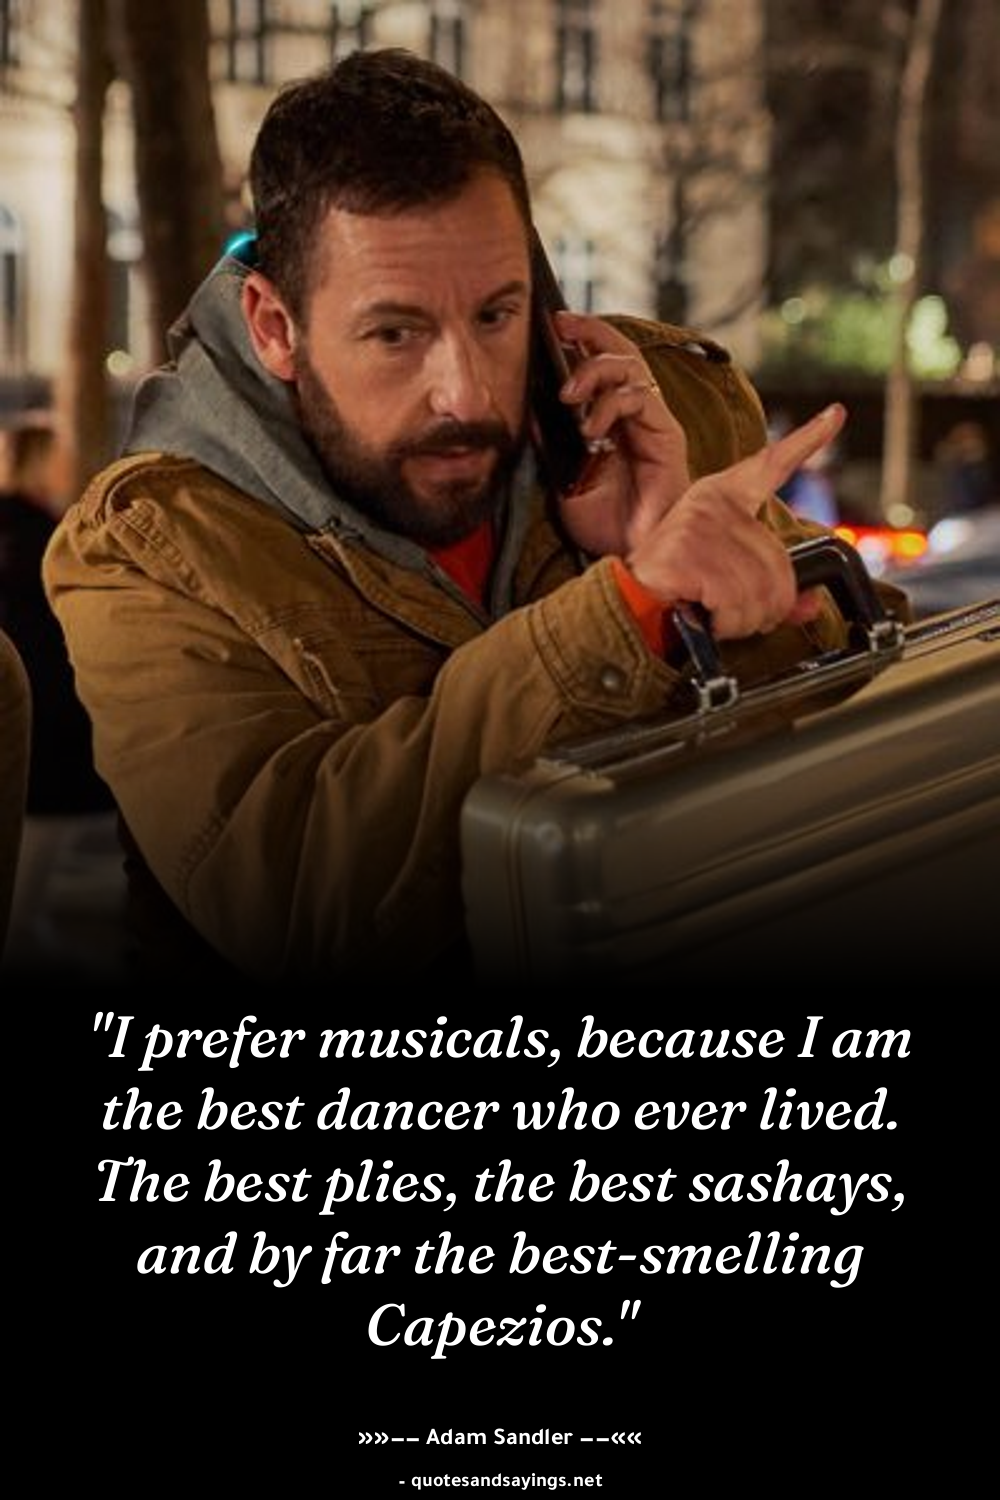 "I prefer musicals, because I am
the best dancer who ever lived.
The best plies, the best sashays,
and by far the best-smelling
Capezios."
»»–– Adam Sandler ––««
- quotesandsayings.net